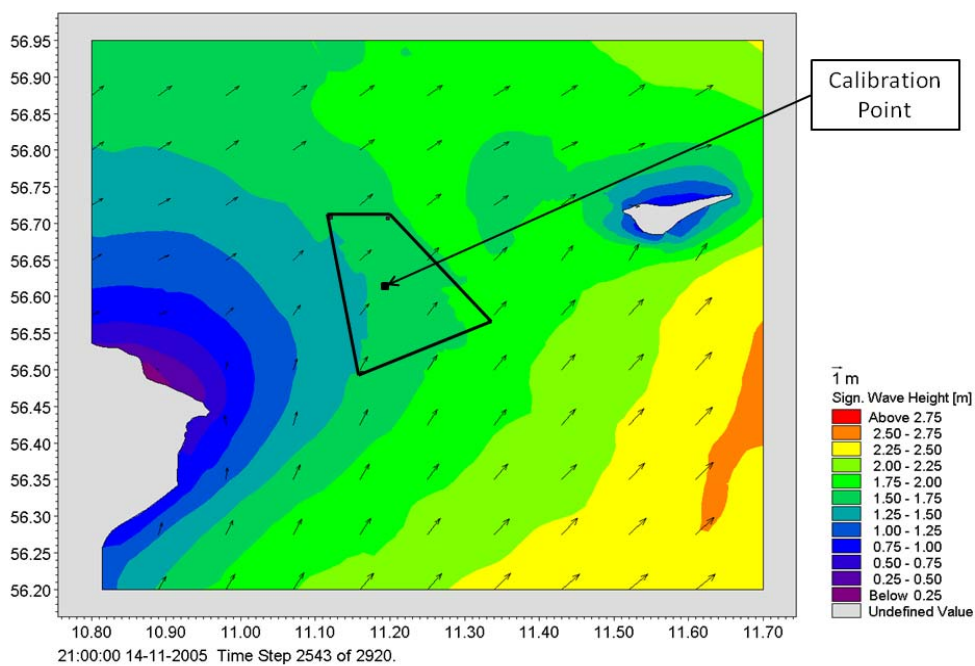 56.95
56.90
56.85
56.80
56.75
56.70
56.65
56.60
56.55
56.50
56.45
56.40
56.35
56.30
56.25
56.20
10.80 10.90 11.00 11.10 11.20 11.30 11.40 11.50 11.60 11.70
21:00:00 14-11-2005 Time Step 2543 of 2920.
Calibration
Point
1 m
Sign. Wave Height [m]
Above 2.75
2.50 - 2.75
2.25 - 2.50
2.00 - 2.25
1.75 - 2.00
1.50 - 1.75
1.25 - 1.50
1.00 - 1.25
0.75 - 1.00
0.50 - 0.75
0.25 - 0.50
Below 0.25
Undefined Value